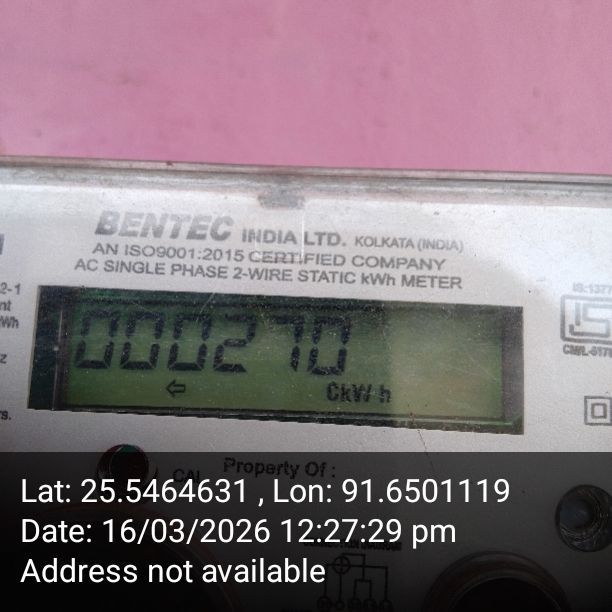 BENTEC INDIA LTD. KOLKATA (INDIA)
AN ISO9001:2015 CERTIFIED COMPANY
AC SINGLE PHASE 2-WIRE STATIC kWh METER
000270
CkW h
CAL
Property Of :
Lat: 25.5464631 , Lon: 91.6501119
Date: 16/03/2026 12:27:29 pm
Address not available